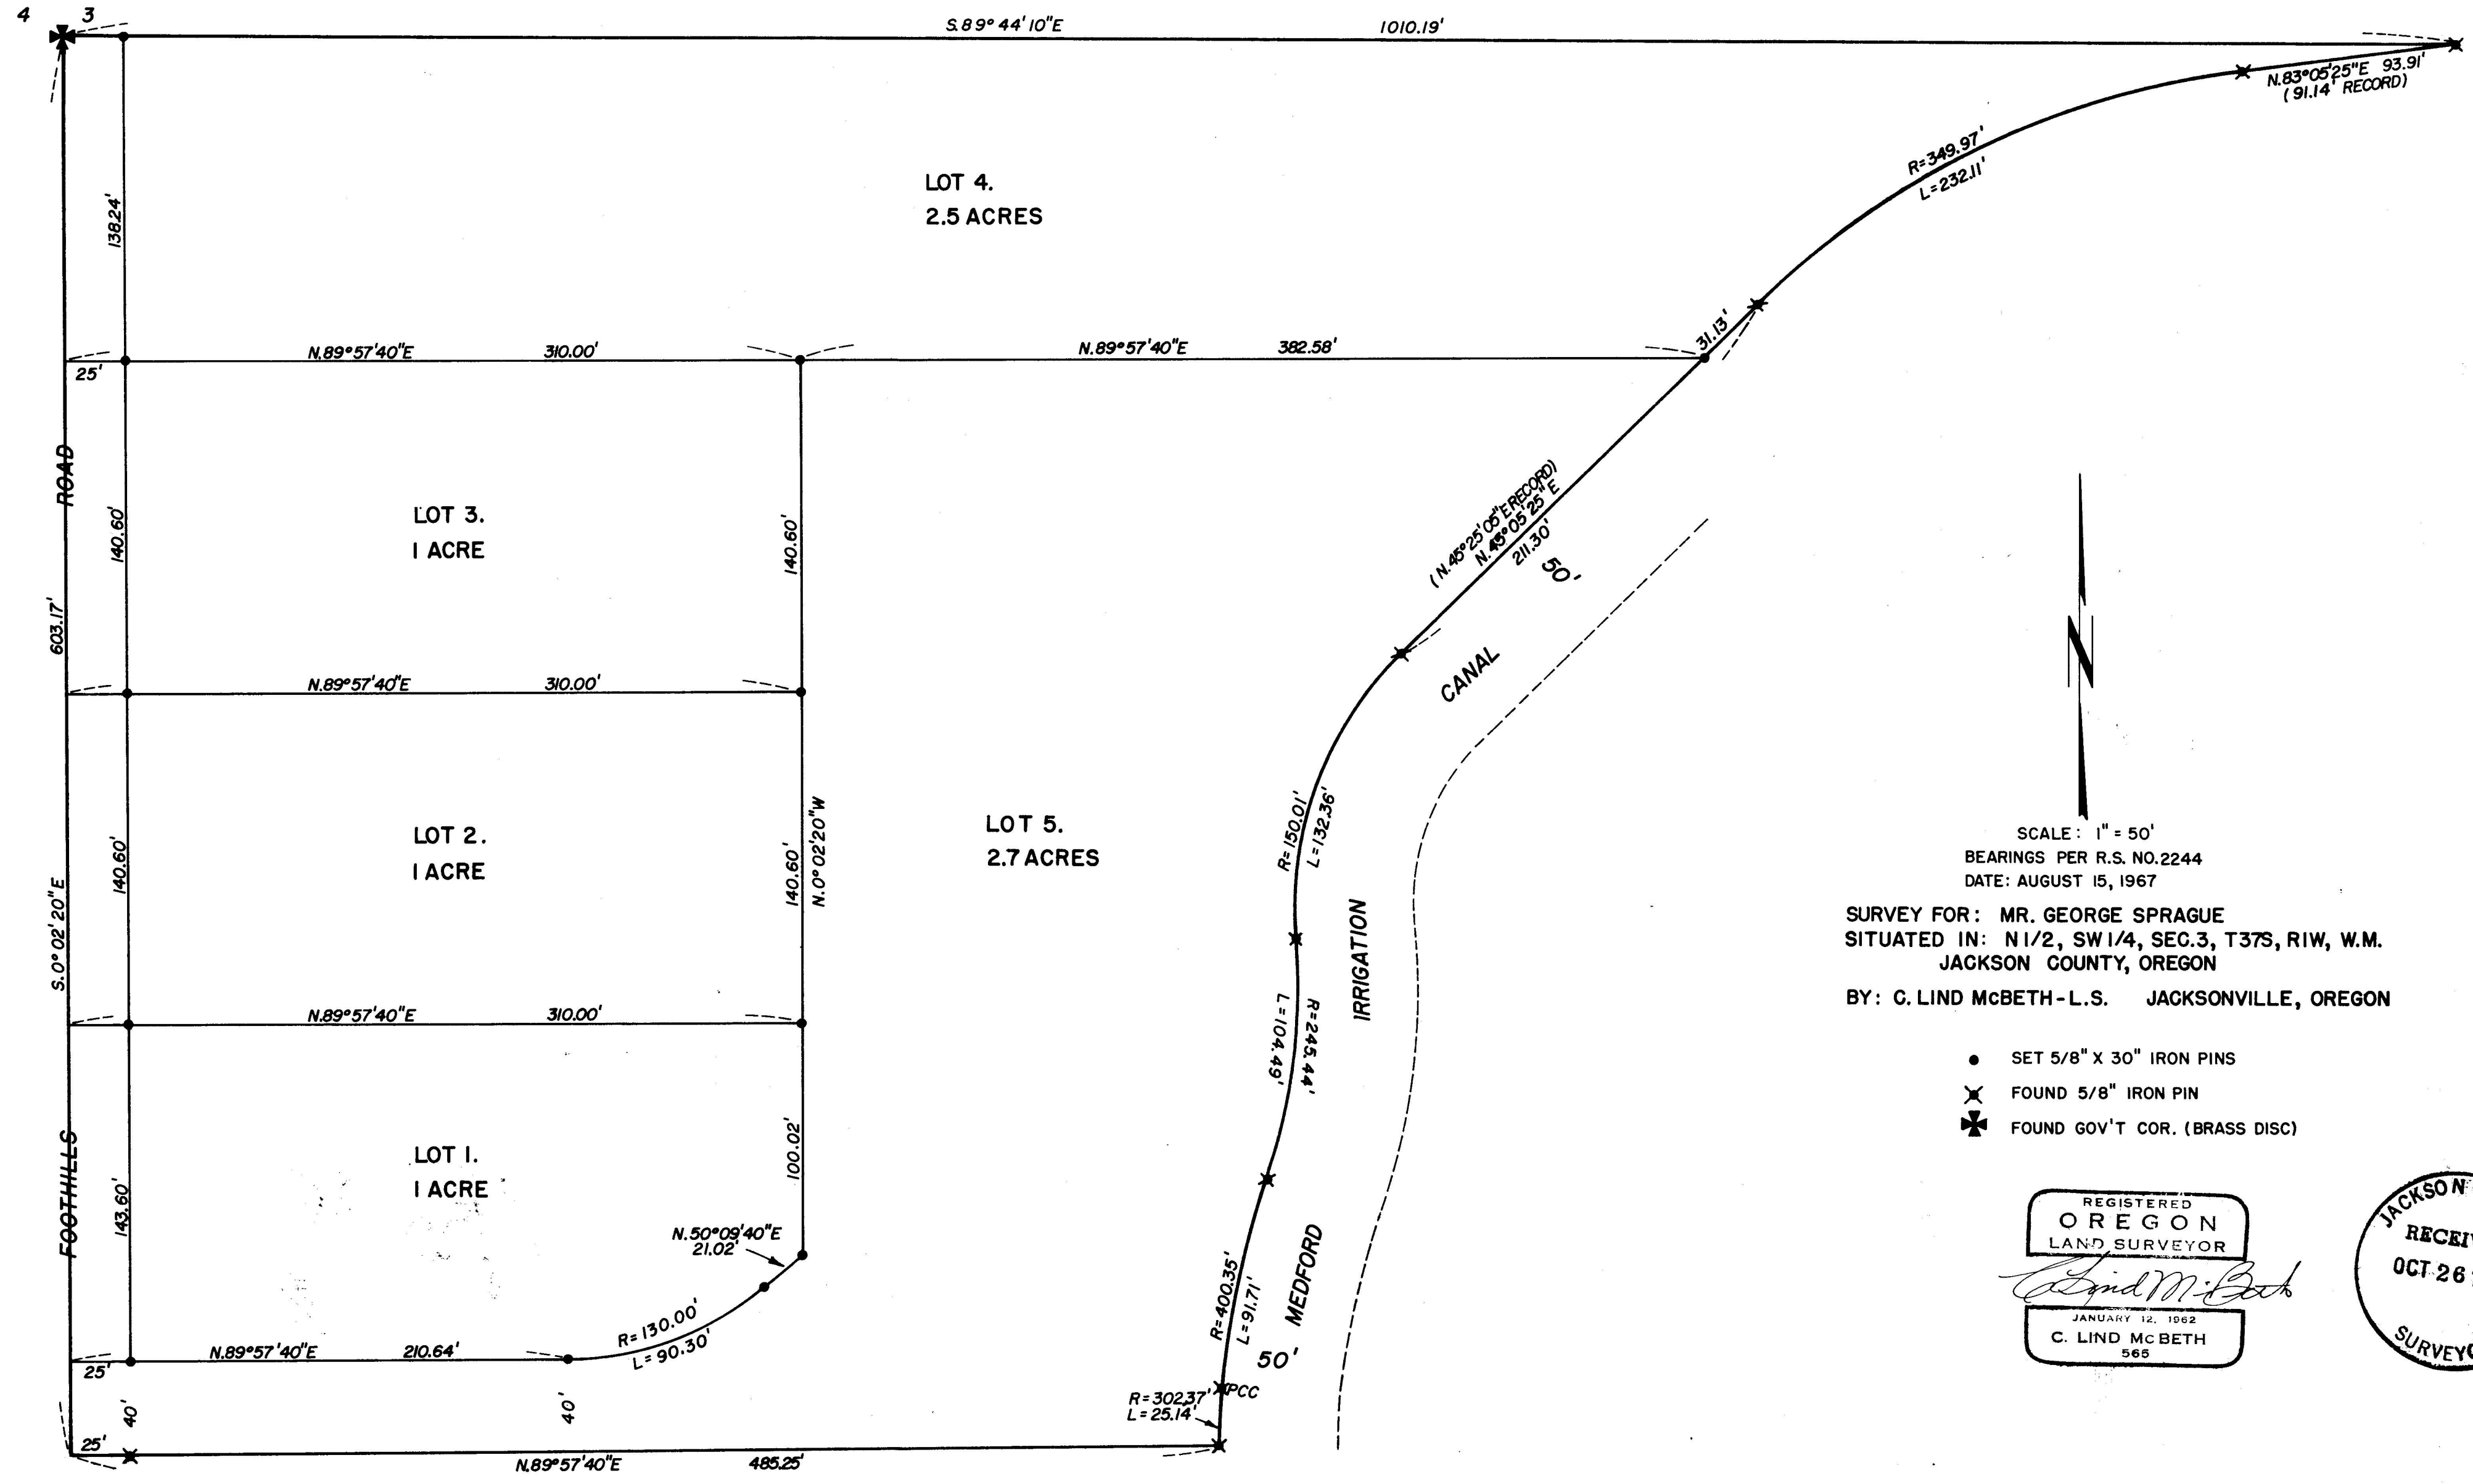 4 3
S.89°44'10"E 1010.19'
N.83°05'25"E 93.91'
(91.14' RECORD)
R=349.97'
L=232.11'
LOT 4.
2.5 ACRES
138.24'
31.13'
N.89°57'40"E 310.00'
N.89°57'40"E 382.58'
25'
ROAD
(N.45°25'05"E RECORD)
N.45°05'25"E
211.30'
50'
LOT 3.
1 ACRE
140.60'
140.60'
603.17'
CANAL
N.89°57'40"E 310.00'
LOT 2.
1 ACRE
140.60'
140.60'
N.0°02'20"W
LOT 5.
2.7 ACRES
R=150.01'
L=132.36'
S.0°02'20"E
IRRIGATION
N.89°57'40"E 310.00'
R=245.44'
L=104.49'
LOT 1.
1 ACRE
143.60'
100.02'
FOOTHILLS
N.50°09'40"E
21.02'
R=130.00'
L=90.30'
R=400.35'
L=91.71'
MEDFORD
50'
N.89°57'40"E 210.64'
25'
40'
40'
PCC
R=302.37'
L=25.14'
25'
N.89°57'40"E 485.25'
N
SCALE: 1" = 50'
BEARINGS PER R.S. NO.2244
DATE: AUGUST 15, 1967
SURVEY FOR: MR. GEORGE SPRAGUE
SITUATED IN: N1/2, SW1/4, SEC.3, T37S, R1W, W.M.
JACKSON COUNTY, OREGON
BY: C. LIND McBETH-L.S. JACKSONVILLE, OREGON
SET 5/8" X 30" IRON PINS
FOUND 5/8" IRON PIN
FOUND GOV'T COR. (BRASS DISC)
REGISTERED
OREGON
LAND SURVEYOR
C Lind McBeth
JANUARY 12, 1962
C. LIND McBETH
565
JACKSON
RECEI
OCT 26
SURVEYO